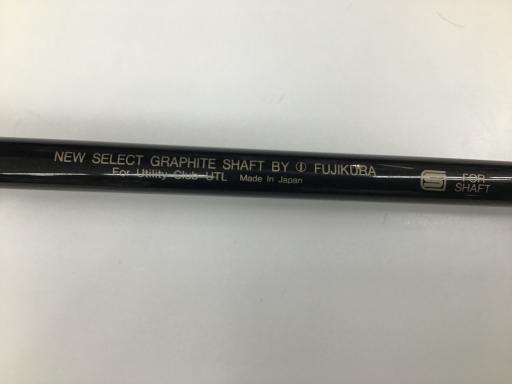 NEW SELECT GRAPHITE SHAFT BY FUJIKURA
For Utility Club UTL Made In Japan
S FOR
SHAFT